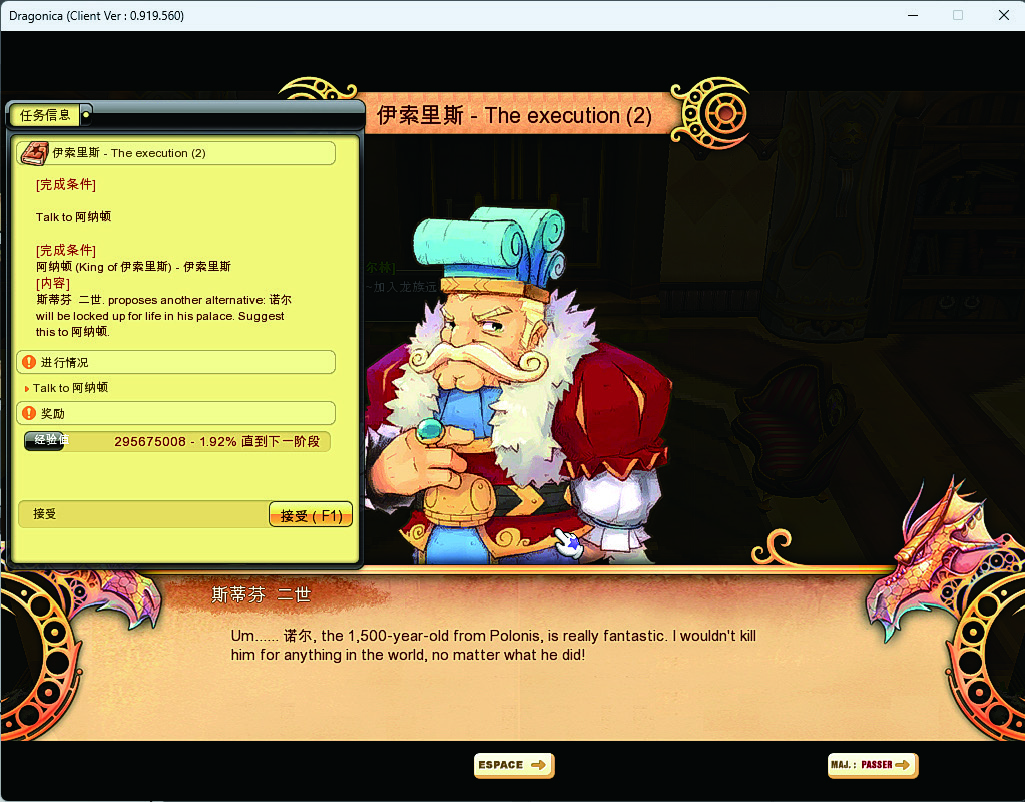 Dragonica (Client Ver : 0.919.560)
伊索里斯 - The execution (2)
任务信息
伊索里斯 - The execution (2)
[完成条件]
Talk to 阿纳顿
[完成条件]
阿纳顿 (King of 伊索里斯) - 伊索里斯
[内容]
斯蒂芬 二世. proposes another alternative: 诺尔
will be locked up for life in his palace. Suggest
this to 阿纳顿.
进行情况
Talk to 阿纳顿
奖励
经验值 295675008 - 1.92% 直到下一阶段
接受 接受 ( F1)
~加入龙族远
斯蒂芬 二世
Um...... 诺尔, the 1,500-year-old from Polonis, is really fantastic. I wouldn't kill
him for anything in the world, no matter what he did!
ESPACE
MAJ. : PASSER